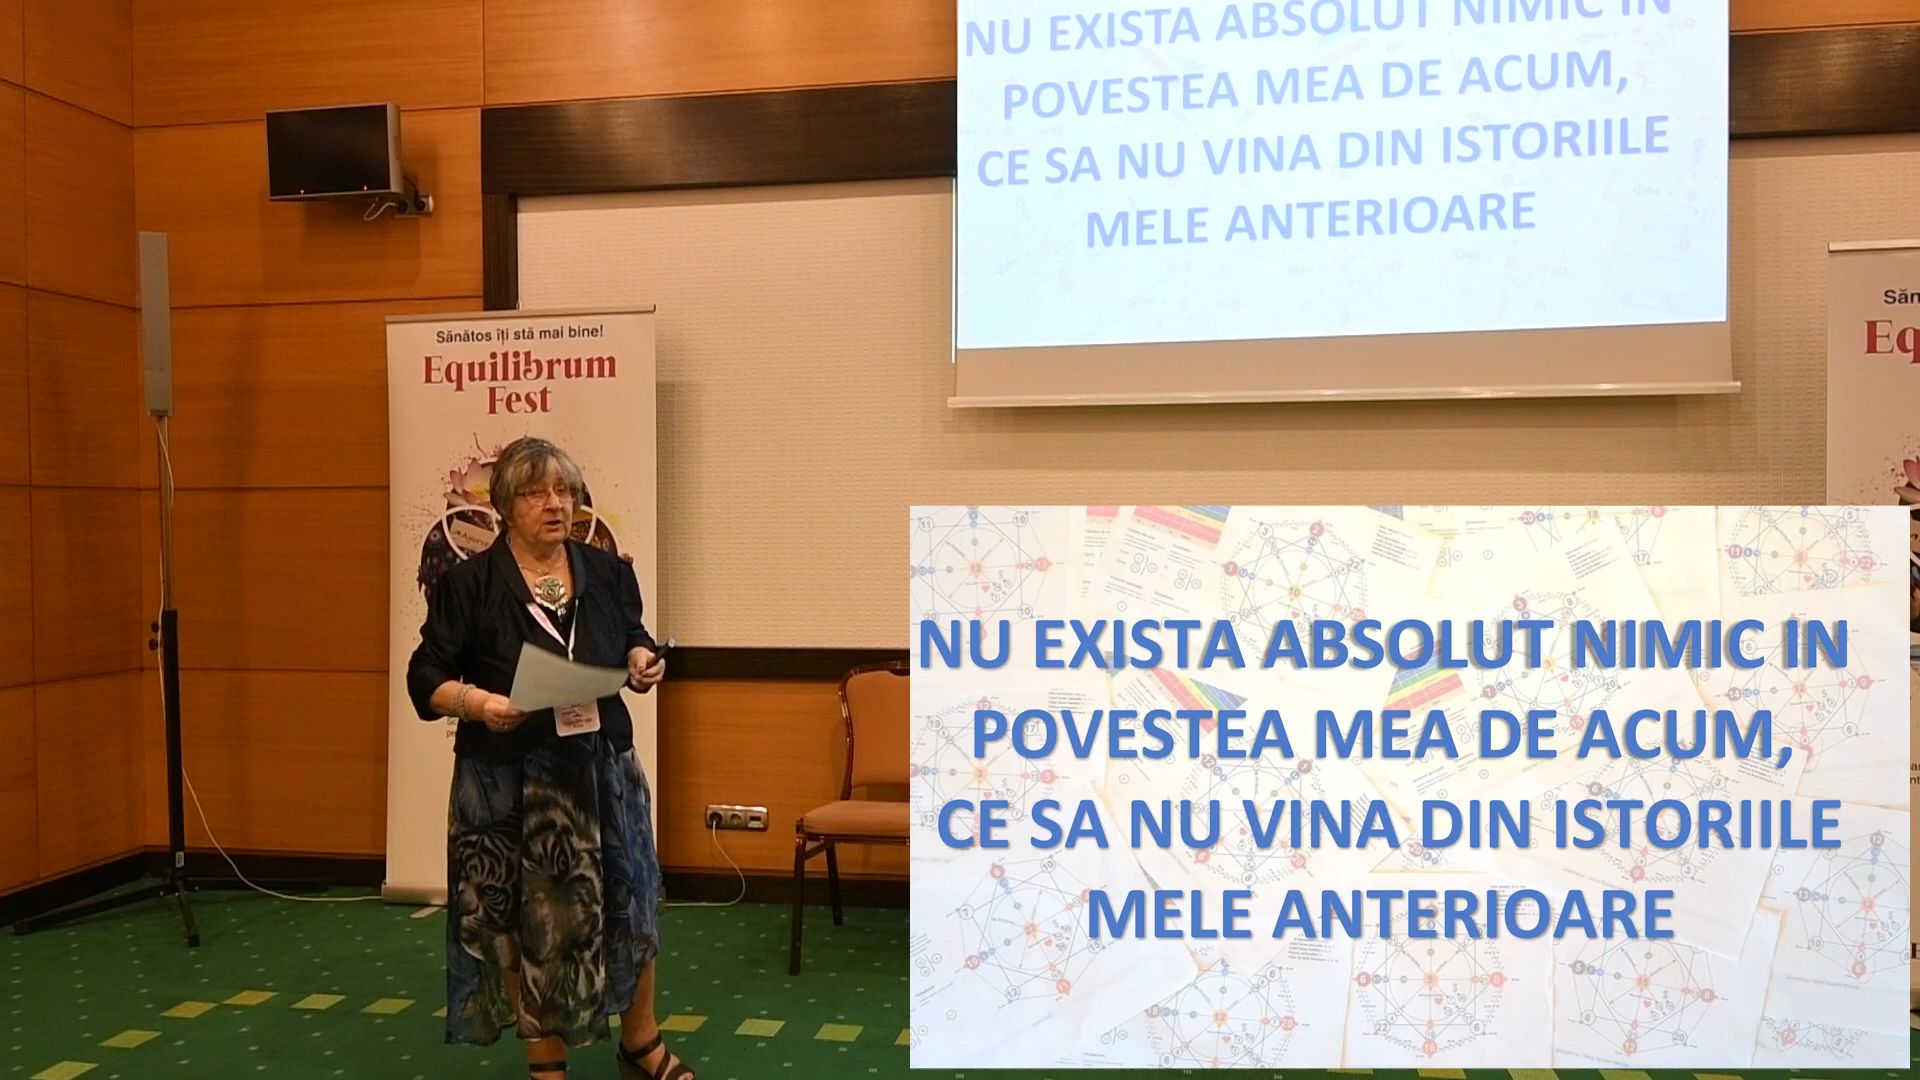 NU EXISTA ABSOLUT NIMIC IN
POVESTEA MEA DE ACUM,
CE SA NU VINA DIN ISTORIILE
MELE ANTERIOARE
Sănătos îți stă mai bine!
Equilibrum
Fest
Săn
Eq
NU EXISTA ABSOLUT NIMIC IN
POVESTEA MEA DE ACUM,
CE SA NU VINA DIN ISTORIILE
MELE ANTERIOARE